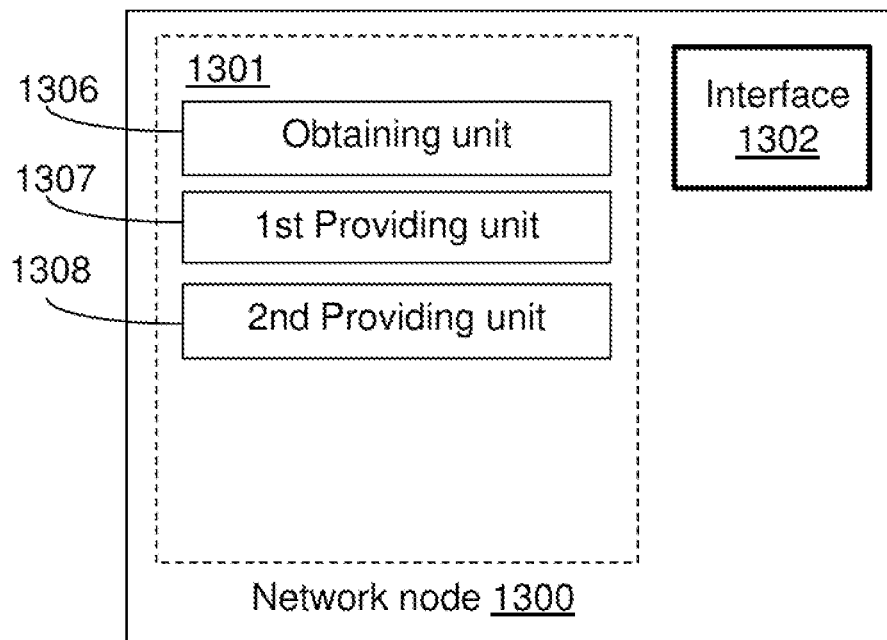 1301
1306
Obtaining unit
1307
1st Providing unit
1308
2nd Providing unit
Interface
1302
Network node 1300